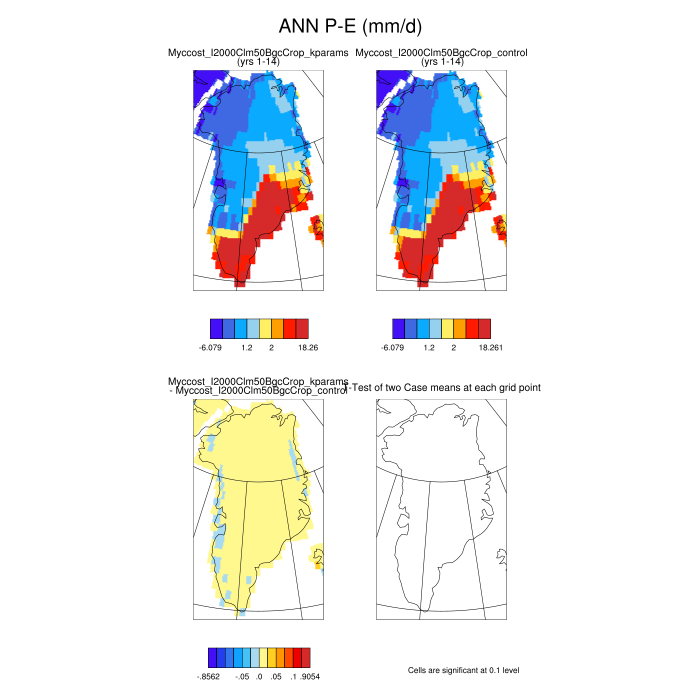 ANN P-E (mm/d)
Myccost_I2000Clm50BgcCrop_kparams
(yrs 1-14)
Myccost_I2000Clm50BgcCrop_control
(yrs 1-14)
-6.079 1.2 2 18.26
-6.079 1.2 2 18.261
Myccost_I2000Clm50BgcCrop_kparams
- Myccost_I2000Clm50BgcCrop_control
T-Test of two Case means at each grid point
-.8562 -.05 .0 .05 .1 .9054
Cells are significant at 0.1 level